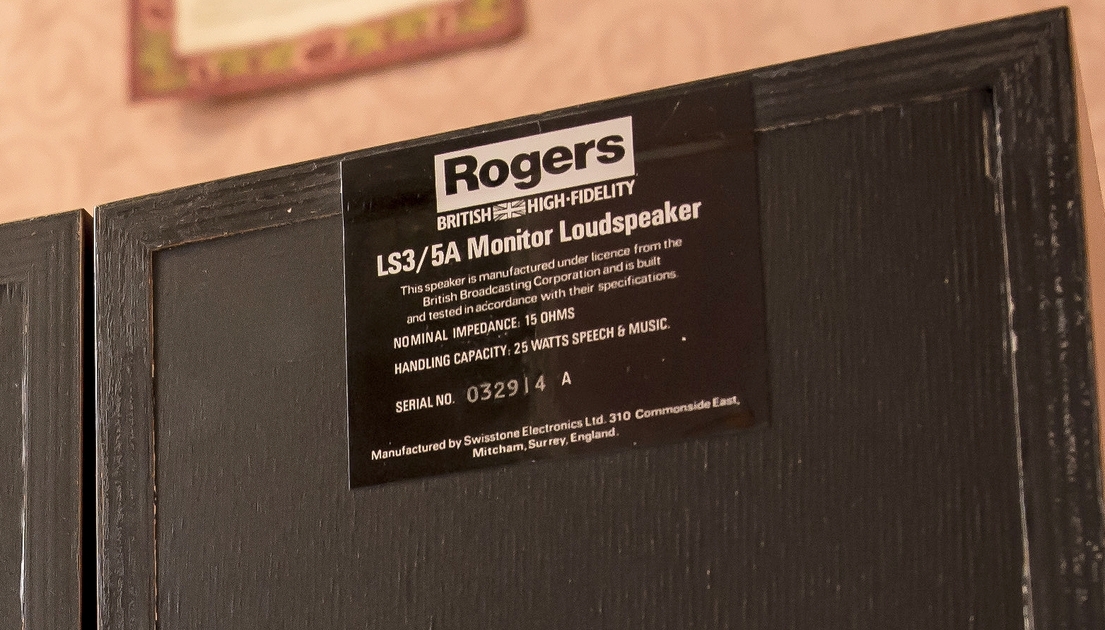 Rogers
BRITISH HIGH·FIDELITY
LS3/5A Monitor Loudspeaker
This speaker is manufactured under licence from the
British Broadcasting Corporation and is built
and tested in accordance with their specifications.
NOMINAL IMPEDANCE: 15 OHMS
HANDLING CAPACITY: 25 WATTS SPEECH & MUSIC.
SERIAL NO. 032914 A
Manufactured by Swisstone Electronics Ltd. 310 Commonside East,
Mitcham, Surrey, England.